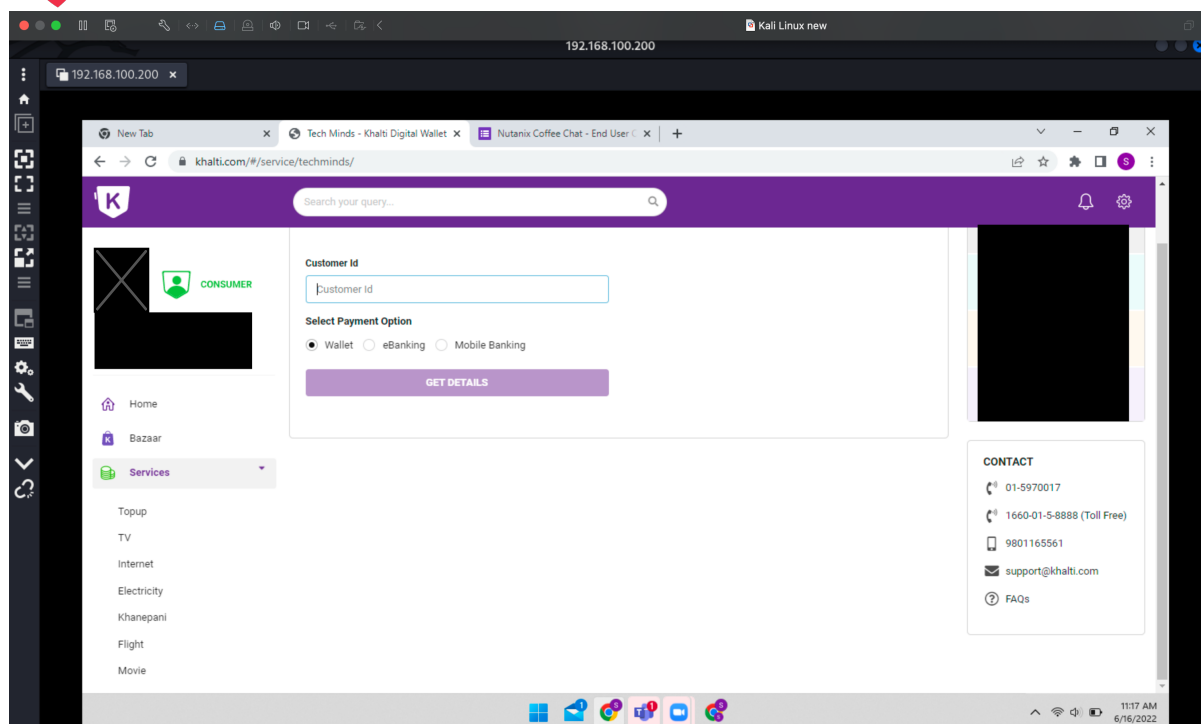 Kali Linux new
192.168.100.200
192.168.100.200
New Tab
Tech Minds - Khalti Digital Wallet
Nutanix Coffee Chat - End User C
khalti.com/#/service/techminds/
S
K
Search your query...
CONSUMER
Customer Id
Customer Id
Select Payment Option
Wallet eBanking Mobile Banking
GET DETAILS
Home
Bazaar
Services
Topup
TV
Internet
Electricity
Khanepani
Flight
Movie
CONTACT
01-5970017
1660-01-5-8888 (Toll Free)
9801165561
support@khalti.com
FAQs
11:17 AM
6/16/2022